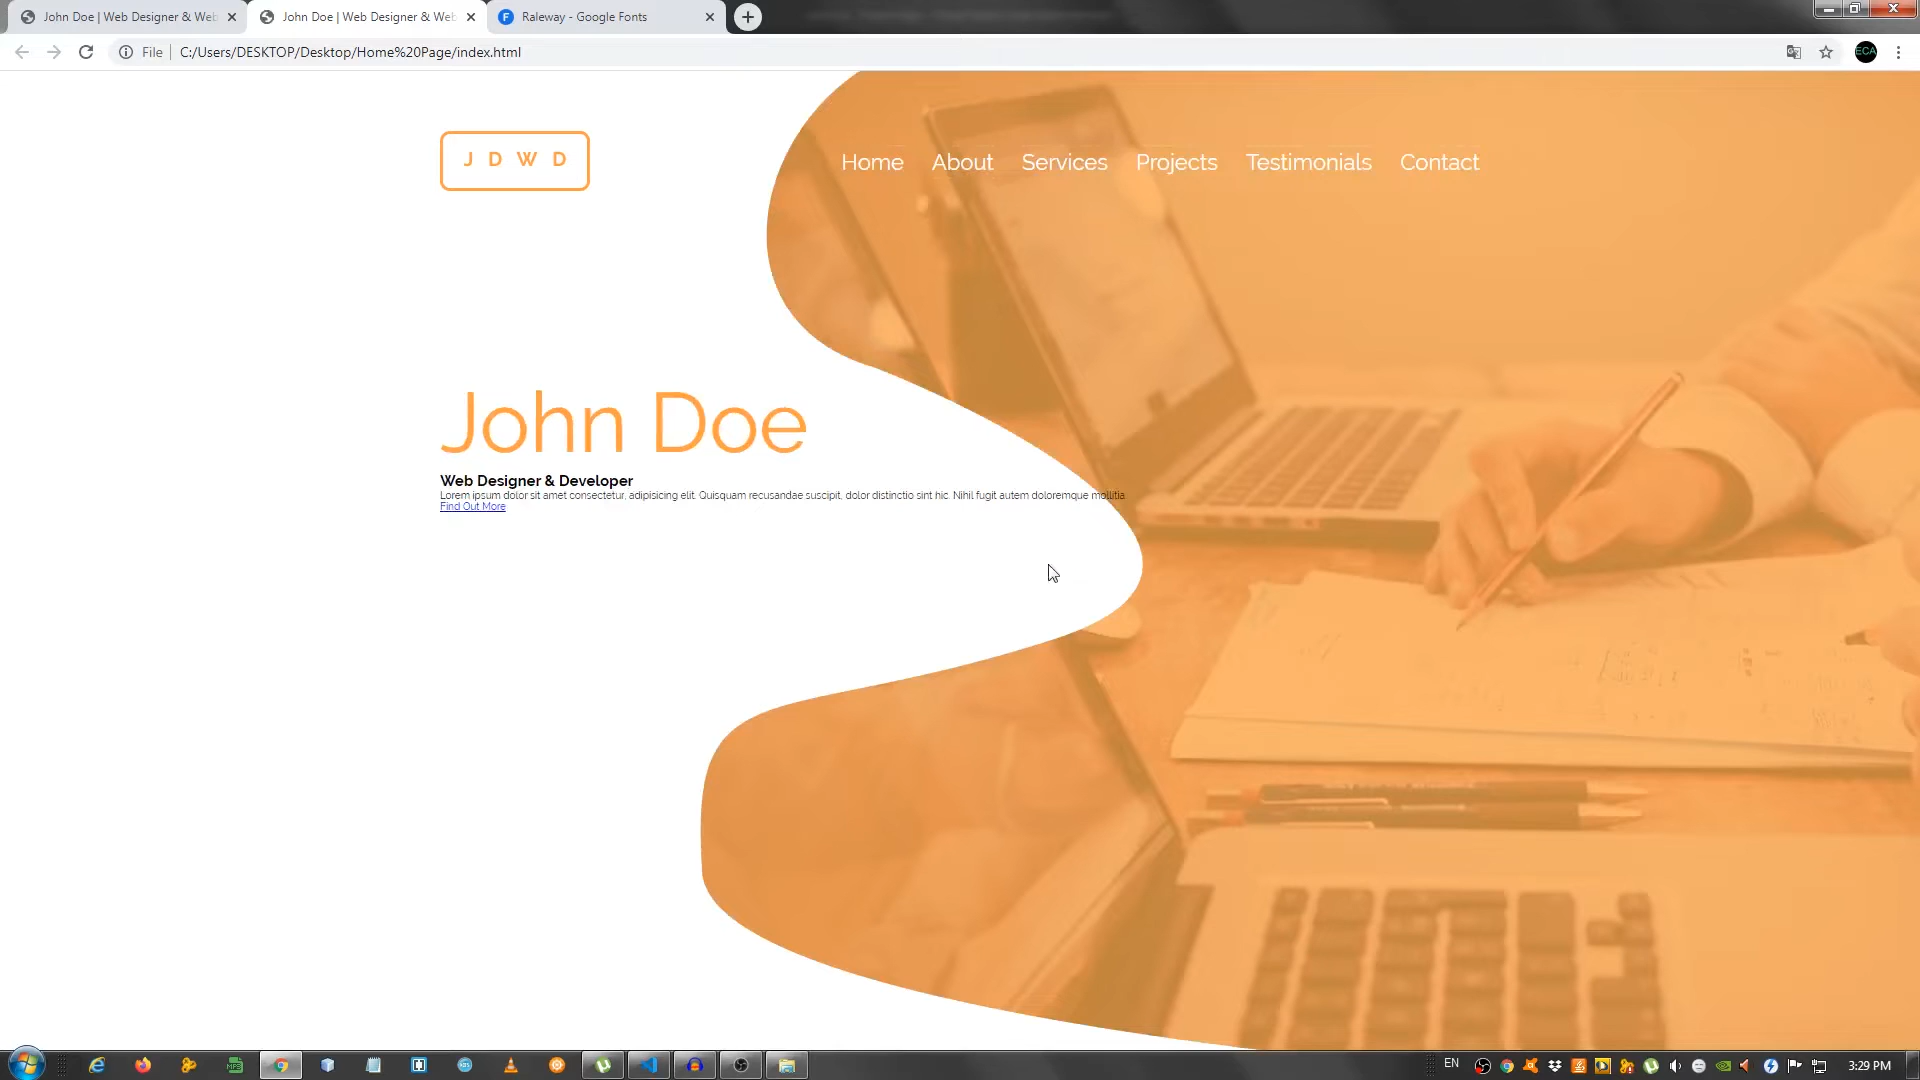 John Doe | Web Designer & Web
John Doe | Web Designer & Web
Raleway - Google Fonts
File
C:/Users/DESKTOP/Desktop/Home%20Page/index.html
ECA
J D W D
Home
About
Services
Projects
Testimonials
Contact
John Doe
Web Designer & Developer
Lorem ipsum dolor sit amet consectetur, adipisicing elit. Quisquam recusandae suscipit, dolor distinctio sint hic. Nihil fugit autem doloremque mollitia.
Find Out More
EN
3:29 PM